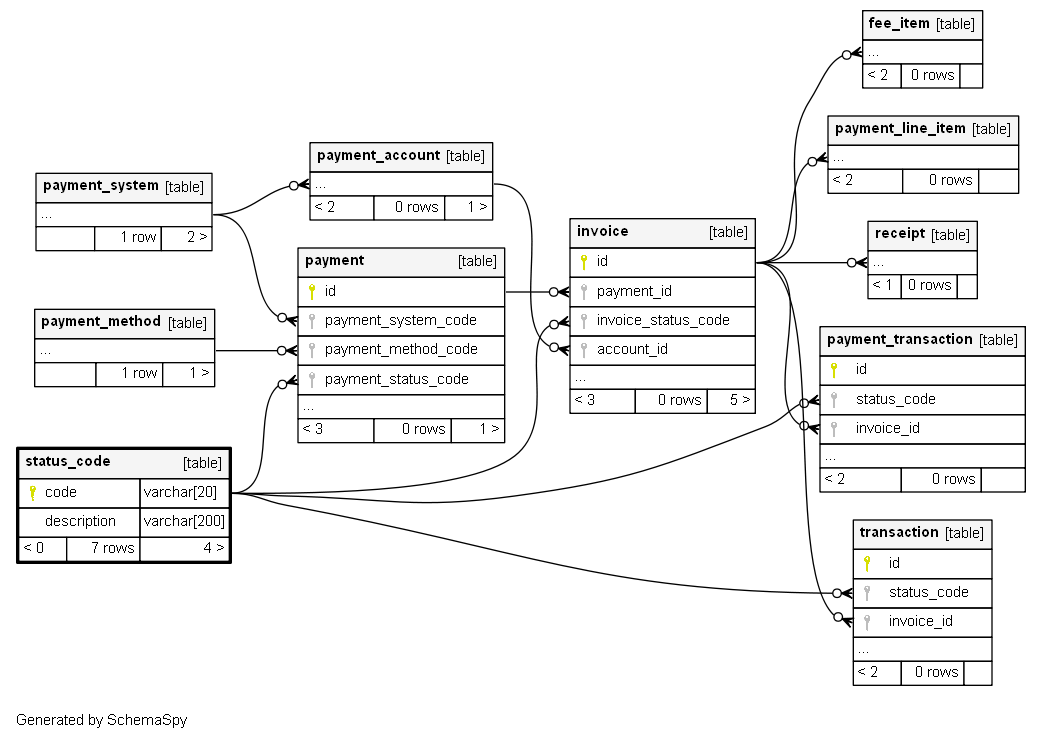 fee_item [table]
...
< 2 0 rows
payment_line_item [table]
...
< 2 0 rows
payment_account [table]
...
< 2 0 rows 1 >
payment_system [table]
...
1 row 2 >
invoice [table]
id
payment_id
invoice_status_code
account_id
...
< 3 0 rows 5 >
receipt [table]
...
< 1 0 rows
payment [table]
id
payment_system_code
payment_method_code
payment_status_code
...
< 3 0 rows 1 >
payment_method [table]
...
1 row 1 >
payment_transaction [table]
id
status_code
invoice_id
...
< 2 0 rows
status_code [table]
code varchar[20]
description varchar[200]
< 0 7 rows 4 >
transaction [table]
id
status_code
invoice_id
...
< 2 0 rows
Generated by SchemaSpy